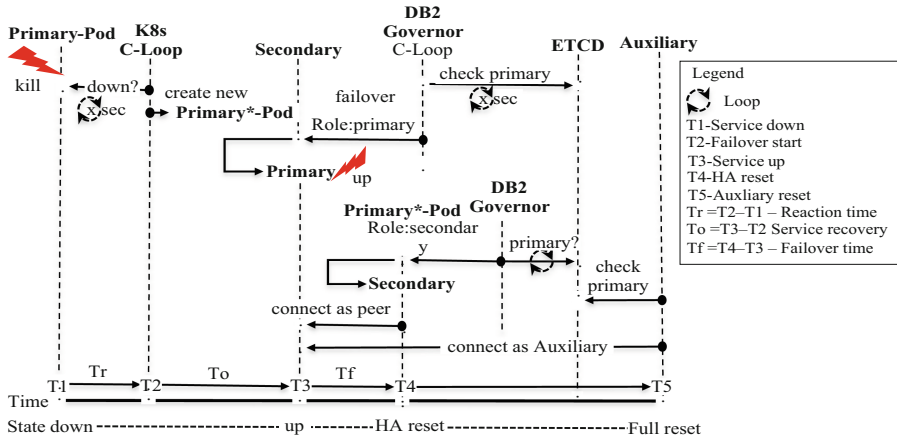 Primary-Pod
K8s
C-Loop
Secondary
DB2
Governor
C-Loop
ETCD
Auxiliary
kill
down?
x sec
create new
Primary*-Pod
failover
Role:primary
check primary
x sec
Primary
up
Primary*-Pod
Role:secondar
y
DB2
Governor
primary?
Secondary
check
primary
connect as peer
connect as Auxiliary
Legend
Loop
T1-Service down
T2-Failover start
T3-Service up
T4-HA reset
T5-Auxliary reset
Tr =T2–T1 – Reaction time
To =T3–T2 Service recovery
Tf =T4–T3 – Failover time
T1 Tr T2 To T3 Tf T4 T5
Time
State down up HA reset Full reset